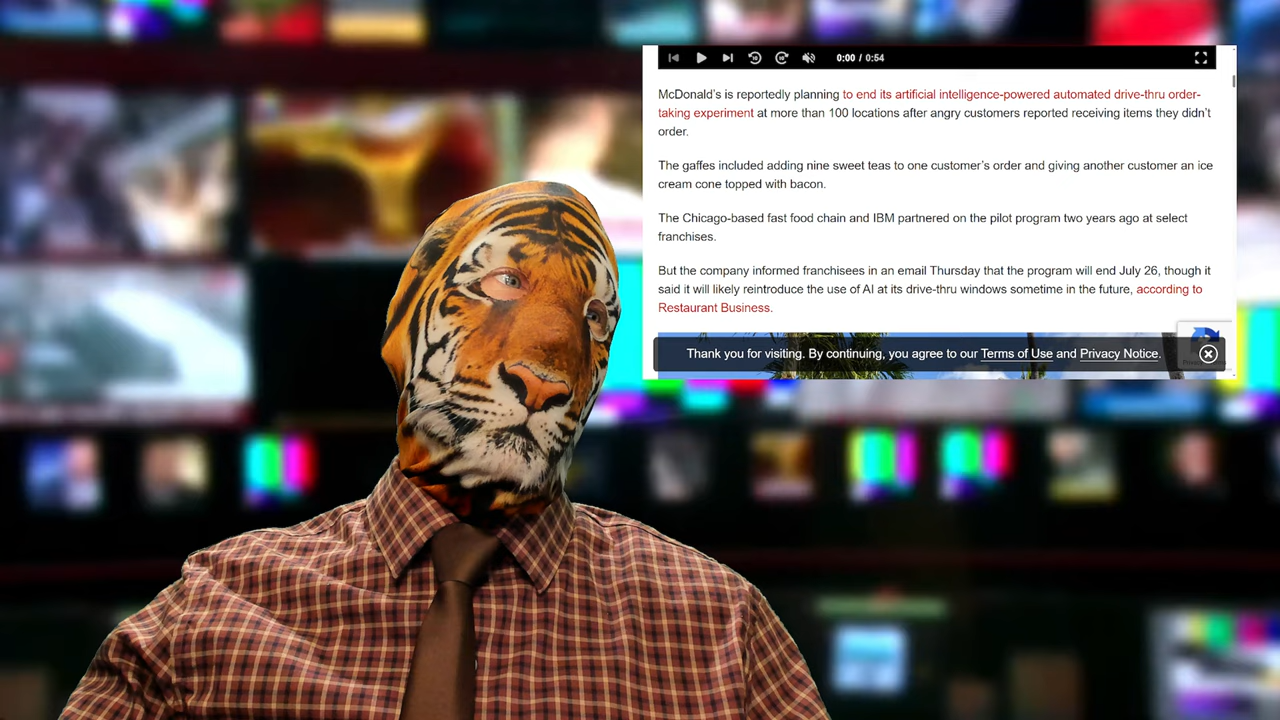 0:00 / 0:54
McDonald's is reportedly planning to end its artificial intelligence-powered automated drive-thru order-
taking experiment at more than 100 locations after angry customers reported receiving items they didn't
order.
The gaffes included adding nine sweet teas to one customer's order and giving another customer an ice
cream cone topped with bacon.
The Chicago-based fast food chain and IBM partnered on the pilot program two years ago at select
franchises.
But the company informed franchisees in an email Thursday that the program will end July 26, though it
said it will likely reintroduce the use of AI at its drive-thru windows sometime in the future, according to
Restaurant Business.
Thank you for visiting. By continuing, you agree to our Terms of Use and Privacy Notice.